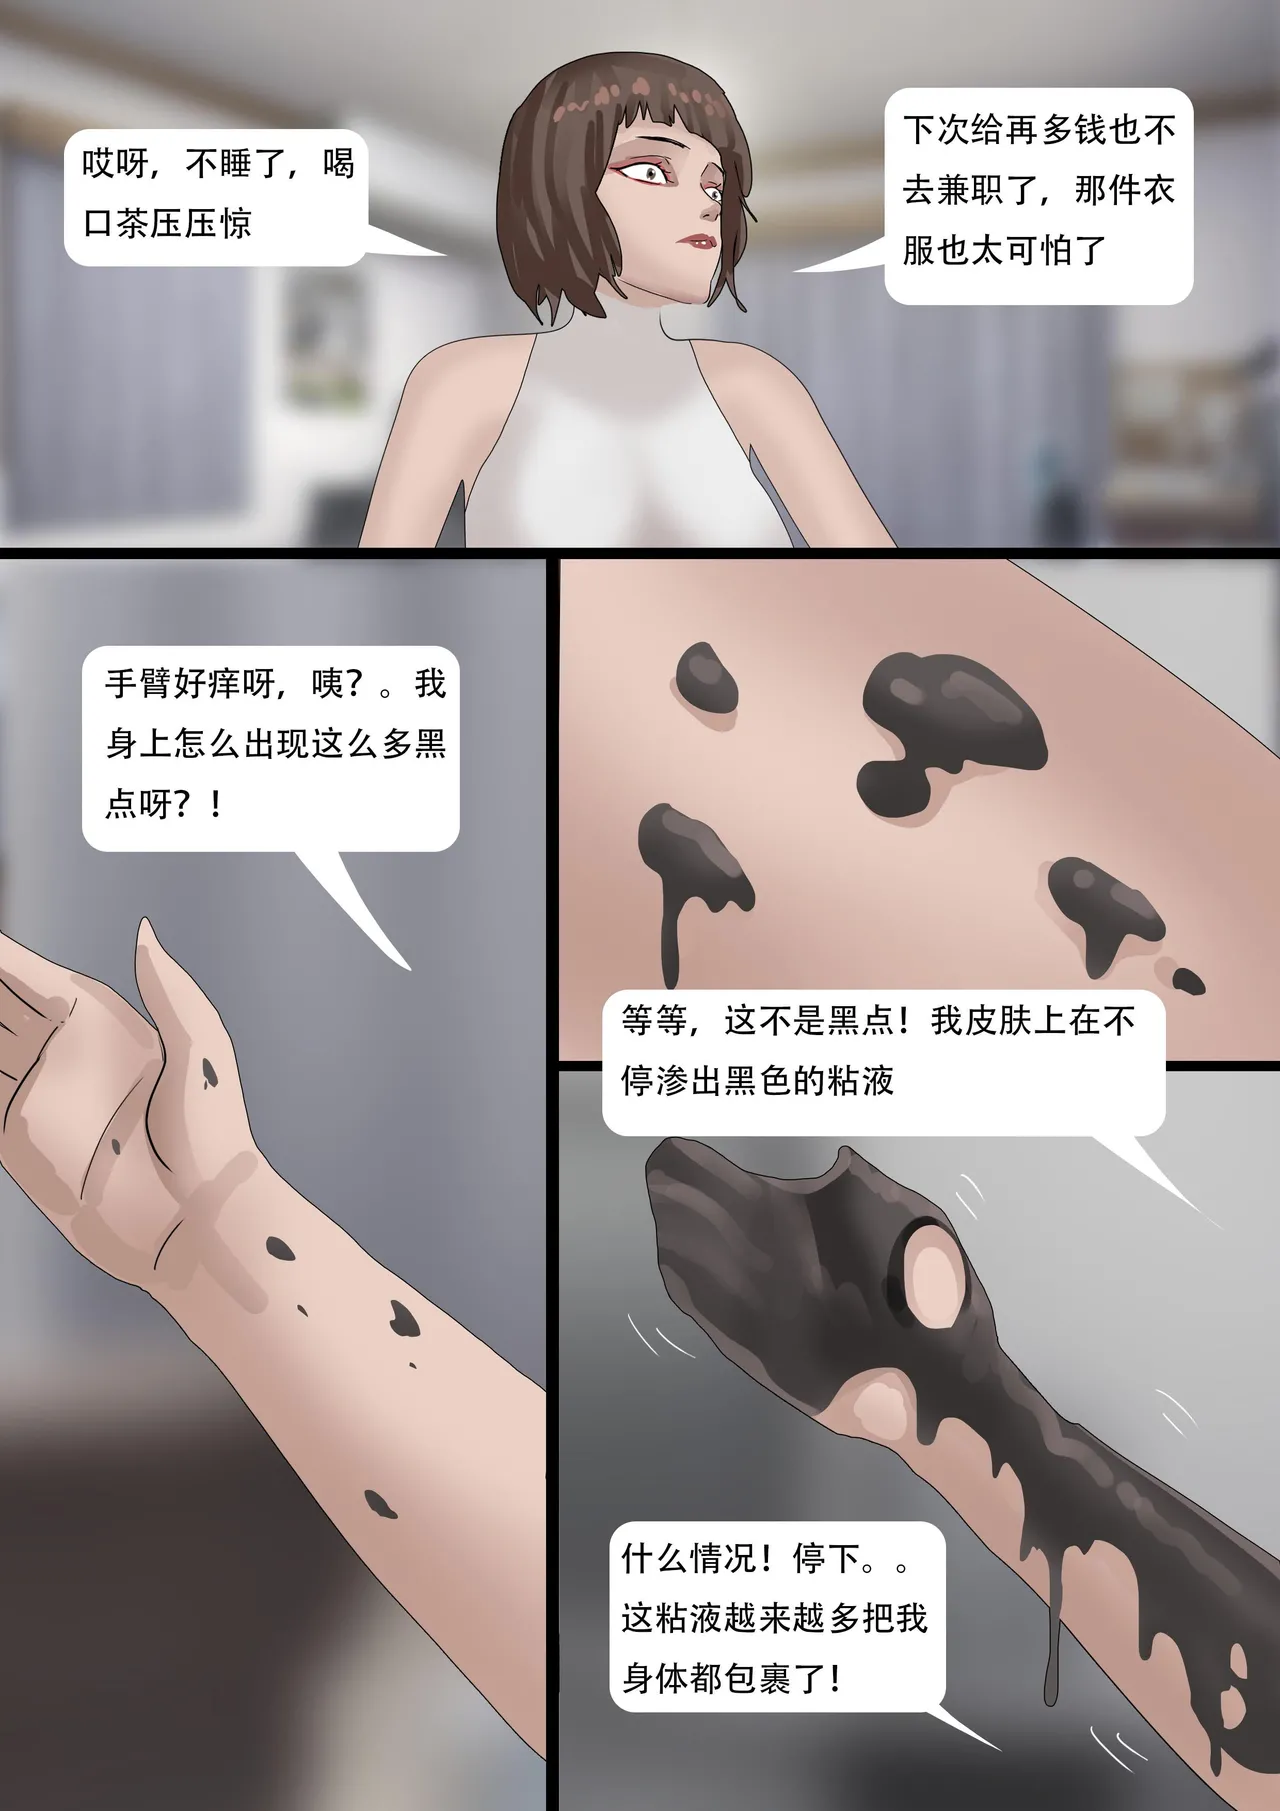 哎呀，不睡了，喝
口茶压压惊
下次给再多钱也不
去兼职了，那件衣
服也太可怕了
手臂好痒呀，咦？。我
身上怎么出现这么多黑
点呀？！
等等，这不是黑点！我皮肤上在不
停渗出黑色的粘液
什么情况！停下。。
这粘液越来越多把我
身体都包裹了！